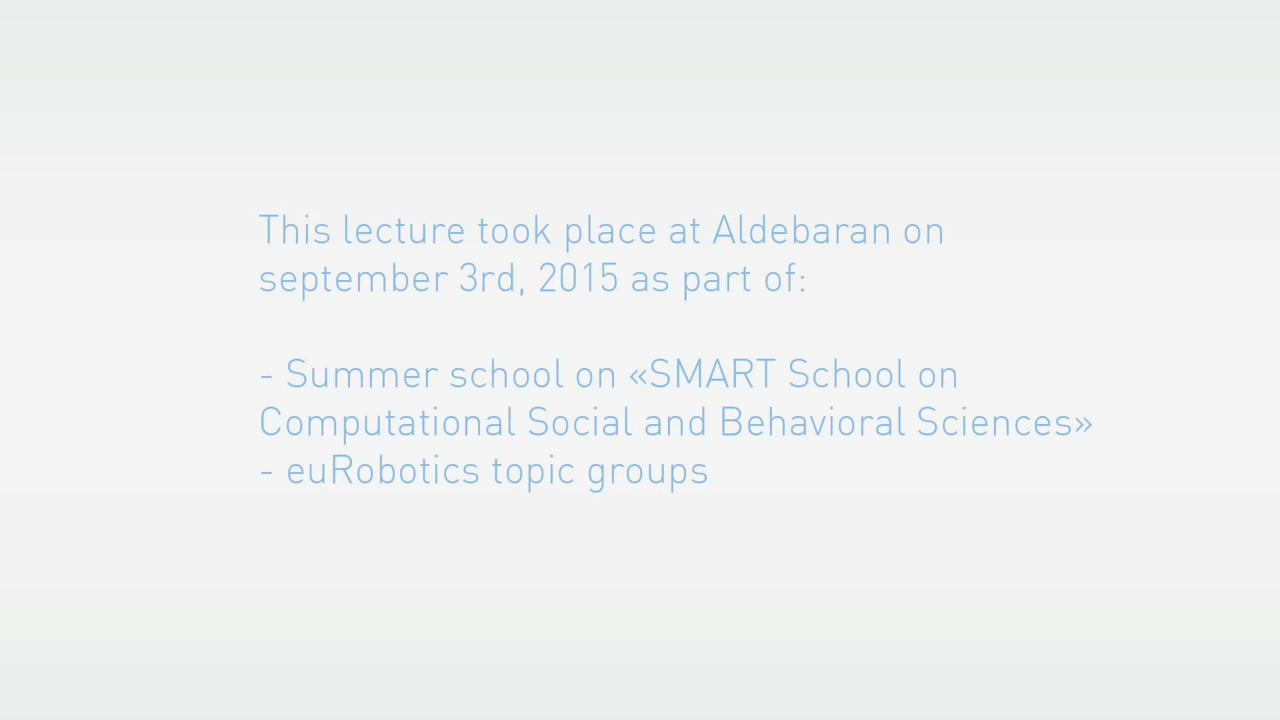 This lecture took place at Aldebaran on
september 3rd, 2015 as part of:
- Summer school on «SMART School on
Computational Social and Behavioral Sciences»
- euRobotics topic groups